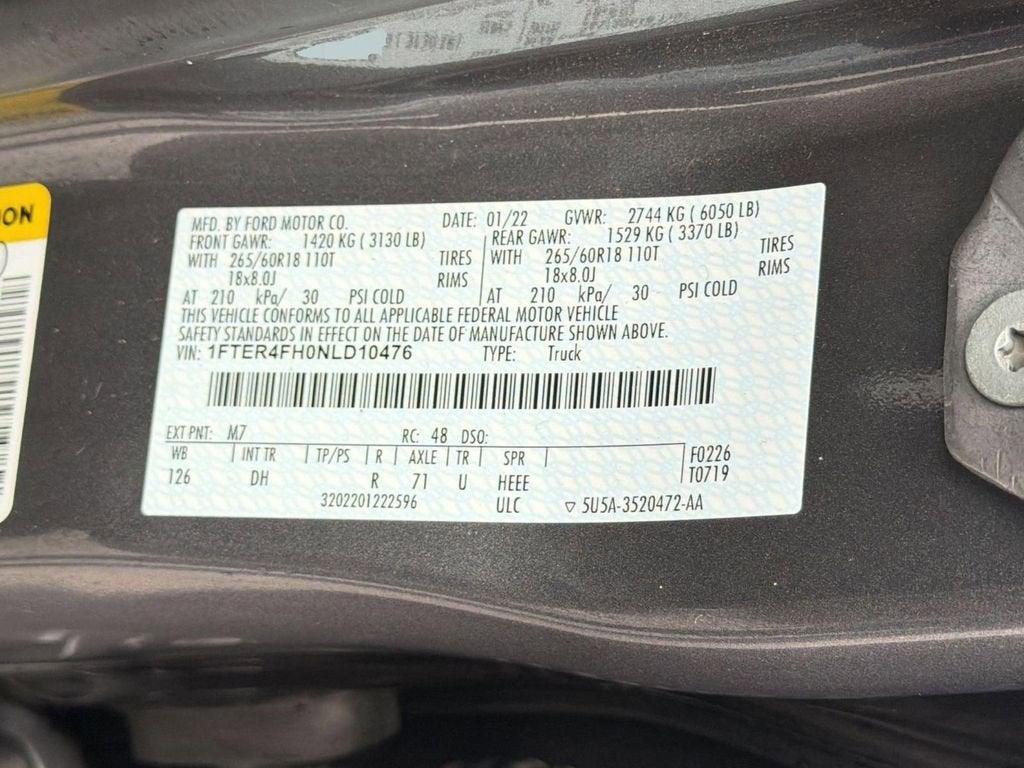 ION
MFD. BY FORD MOTOR CO. DATE: 01/22 GVWR: 2744 KG ( 6050 LB)
FRONT GAWR: 1420 KG ( 3130 LB) REAR GAWR: 1529 KG ( 3370 LB)
WITH 265/60R18 110T TIRES WITH 265/60R18 110T TIRES
18x8.0J RIMS 18x8.0J RIMS
AT 210 kPa/ 30 PSI COLD AT 210 kPa/ 30 PSI COLD
THIS VEHICLE CONFORMS TO ALL APPLICABLE FEDERAL MOTOR VEHICLE
SAFETY STANDARDS IN EFFECT ON THE DATE OF MANUFACTURE SHOWN ABOVE.
VIN: 1FTER4FH0NLD10476 TYPE: Truck
EXT PNT: M7 RC: 48 DSO:
WB INT TR TP/PS R AXLE TR SPR F0226
126 DH R 71 U HEEE T0719
3202201222596 ULC 5U5A-3520472-AA